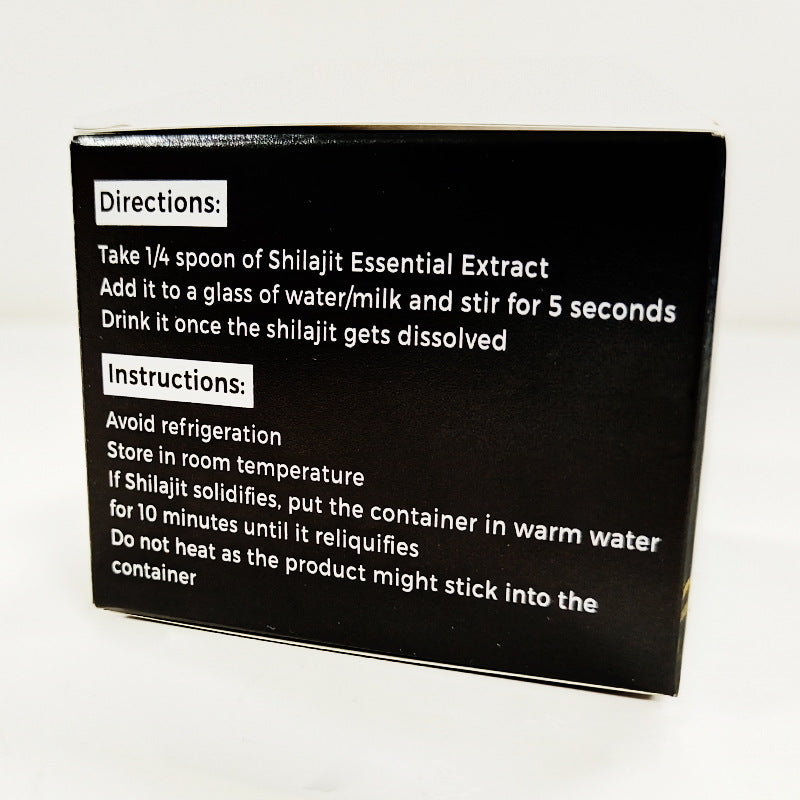 Directions:
Take 1/4 spoon of Shilajit Essential Extract
Add it to a glass of water/milk and stir for 5 seconds
Drink it once the shilajit gets dissolved
Instructions:
Avoid refrigeration
Store in room temperature
If Shilajit solidifies, put the container in warm water
for 10 minutes until it reliquifies
Do not heat as the product might stick into the
container